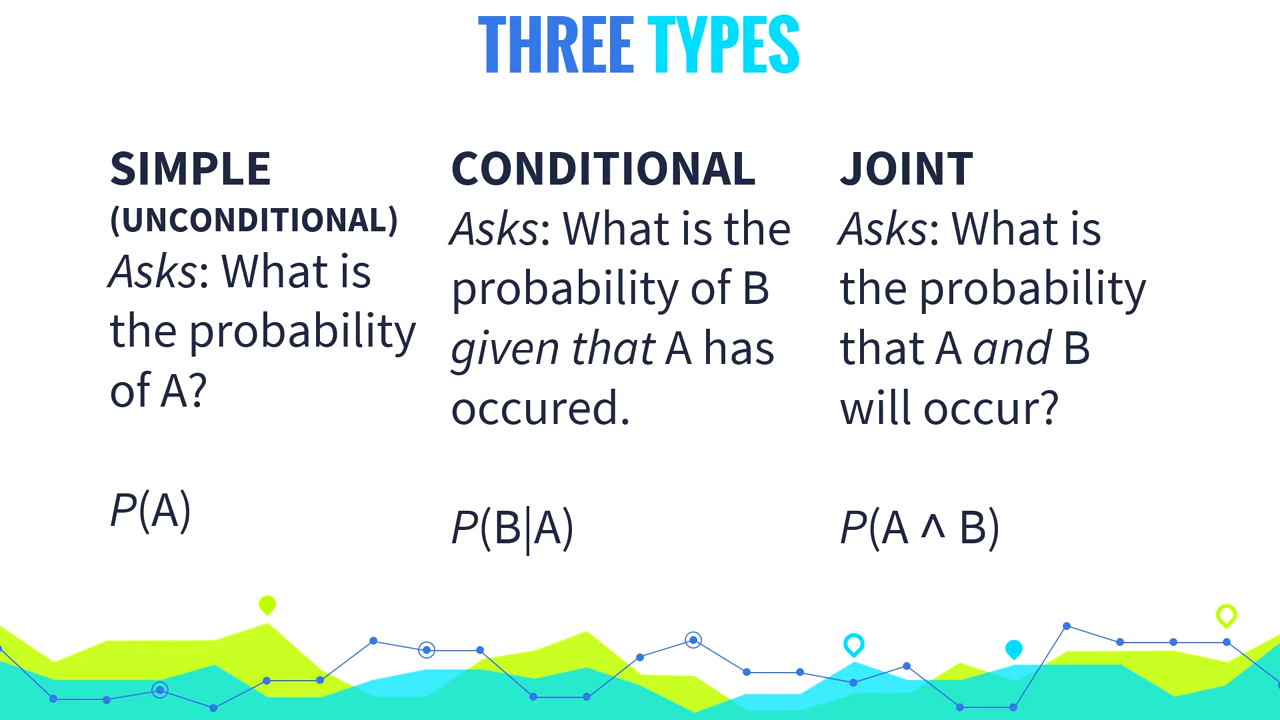 THREE TYPES
SIMPLE
(UNCONDITIONAL)
Asks: What is
the probability
of A?
P(A)
CONDITIONAL
Asks: What is the
probability of B
given that A has
occured.
P(B|A)
JOINT
Asks: What is
the probability
that A and B
will occur?
P(A ˄ B)